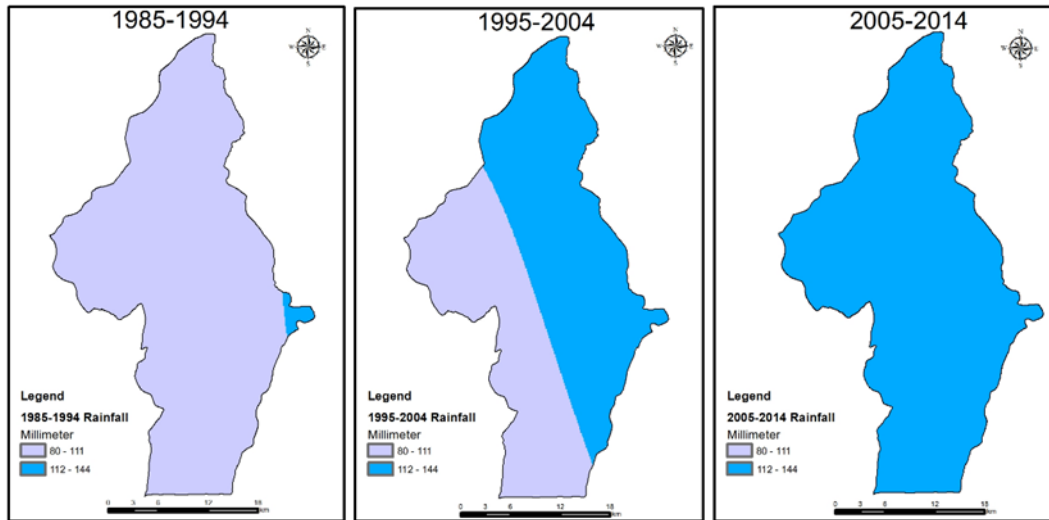 1985-1994
N
W E
S
Legend
1985-1994 Rainfall
Millimeter
80 - 111
112 - 144
0 3 6 12 18
km
1995-2004
N
W E
S
Legend
1995-2004 Rainfall
Millimeter
80 - 111
112 - 144
0 3 6 12 18
km
2005-2014
N
W E
S
Legend
2005-2014 Rainfall
Millimeter
80 - 111
112 - 144
0 3 6 12 18
km